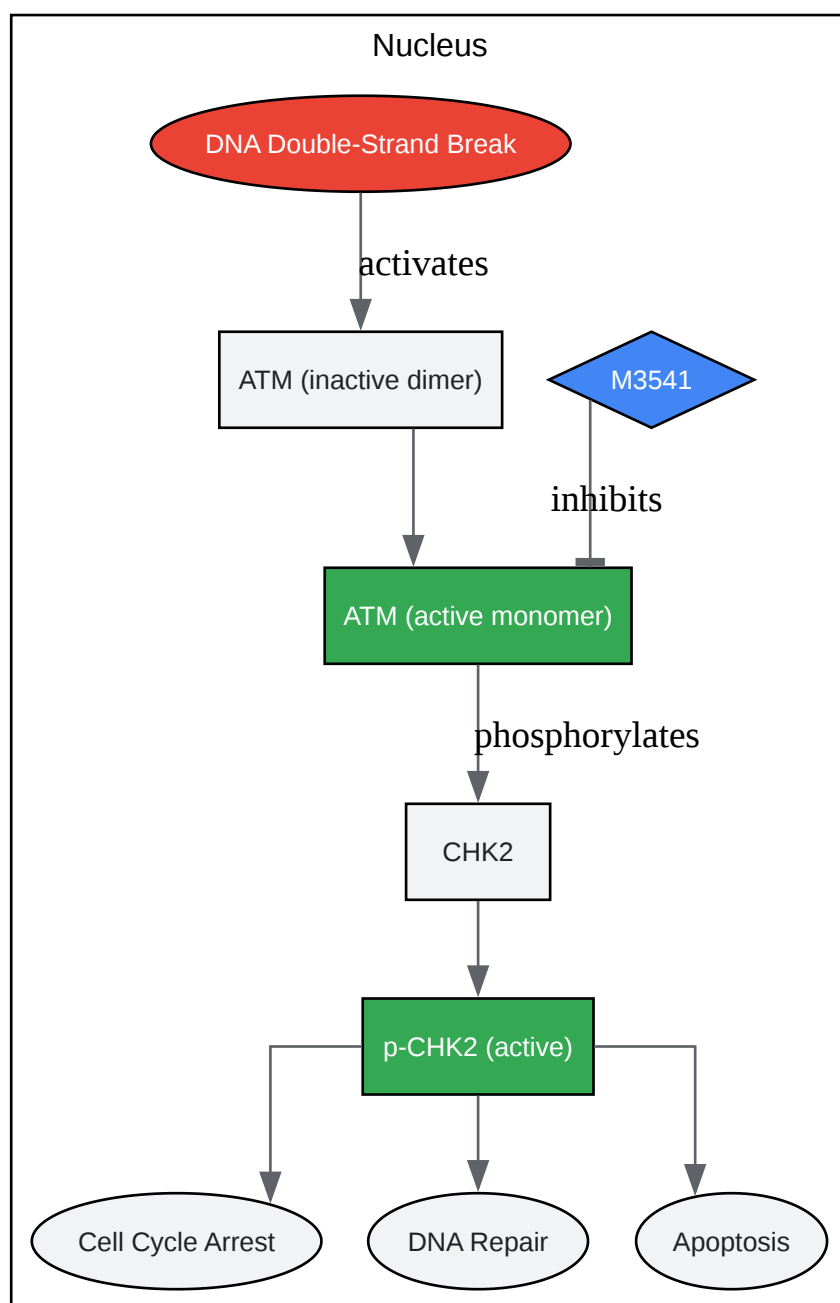 Nucleus
DNA Double-Strand Break
activates
ATM (inactive dimer)
M3541
inhibits
ATM (active monomer)
phosphorylates
CHK2
p-CHK2 (active)
Cell Cycle Arrest
DNA Repair
Apoptosis